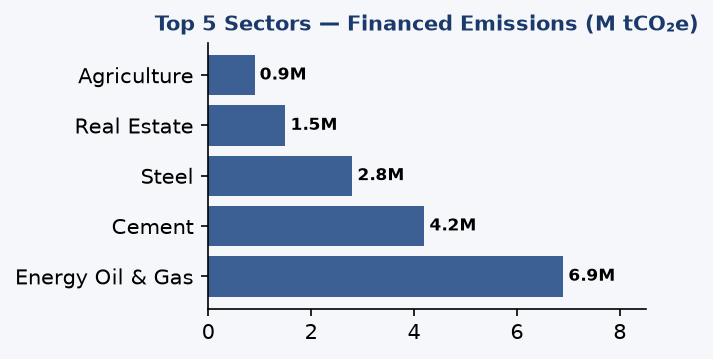 Top 5 Sectors — Financed Emissions (M tCO₂e)
Agriculture 0.9M
Real Estate 1.5M
Steel 2.8M
Cement 4.2M
Energy Oil & Gas 6.9M
0 2 4 6 8